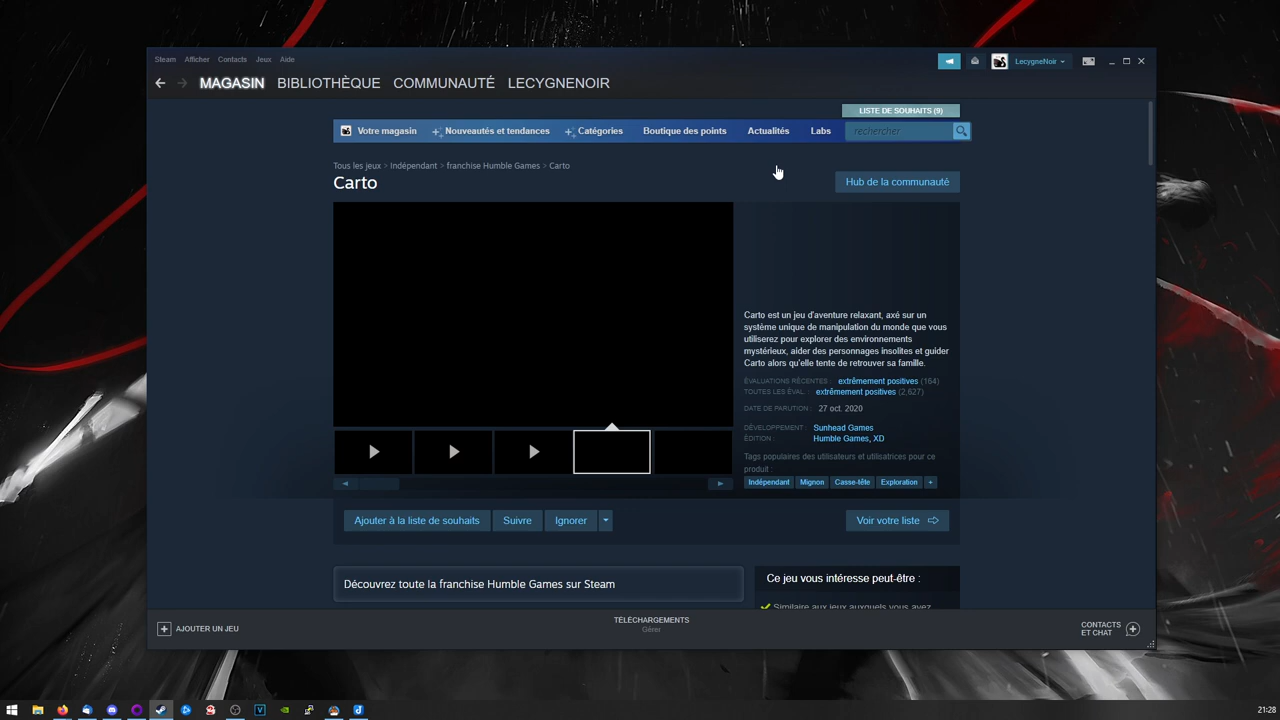 Steam Afficher Contacts Jeux Aide
LecygneNoir
MAGASIN BIBLIOTHÈQUE COMMUNAUTÉ LECYGNENOIR
LISTE DE SOUHAITS (9)
Votre magasin Nouveautés et tendances Catégories Boutique des points Actualités Labs rechercher
Tous les jeux > Indépendant > franchise Humble Games > Carto
Carto
Hub de la communauté
Carto est un jeu d'aventure relaxant, axé sur un
système unique de manipulation du monde que vous
utiliserez pour explorer des environnements
mystérieux, aider des personnages insolites et guider
Carto alors qu'elle tente de retrouver sa famille.
ÉVALUATIONS RÉCENTES : extrêmement positives (164)
TOUTES LES ÉVAL. : extrêmement positives (2,627)
DATE DE PARUTION : 27 oct. 2020
DÉVELOPPEMENT : Sunhead Games
ÉDITION : Humble Games, XD
Tags populaires des utilisateurs et utilisatrices pour ce
produit :
Indépendant Mignon Casse-tête Exploration +
Ajouter à la liste de souhaits Suivre Ignorer
Voir votre liste
Découvrez toute la franchise Humble Games sur Steam
Ce jeu vous intéresse peut-être :
Similaire aux jeux auxquels vous avez
AJOUTER UN JEU
TÉLÉCHARGEMENTS
Gérer
CONTACTS
ET CHAT
21:28